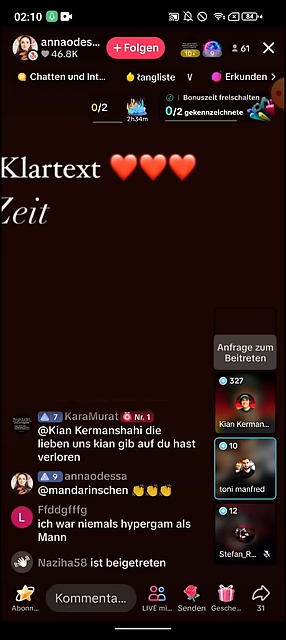 02:10
84
annaodes...
46.8K
+ Folgen
10+
61
Chatten und Int...
Rangliste
Erkunden >
0/2
2h34m
Bonuszeit freischalten
0/2 gekennzeichnete
Klartext ❤️❤️❤️
Zeit
Anfrage zum
Beitreten
327
Kian Kerman...
10
toni manfred
12
Stefan_R...
7 KaraMurat Nr. 1
@Kian Kermanshahi die
lieben uns kian gib auf du hast
verloren
9 annaodessa
@mandarinschen 👏👏👏
L
Ffddgfffg
ich war niemals hypergam als
Mann
Naziha58 ist beigetreten
Abonn...
Kommenta...
LIVE mi...
Senden
Gesche...
31